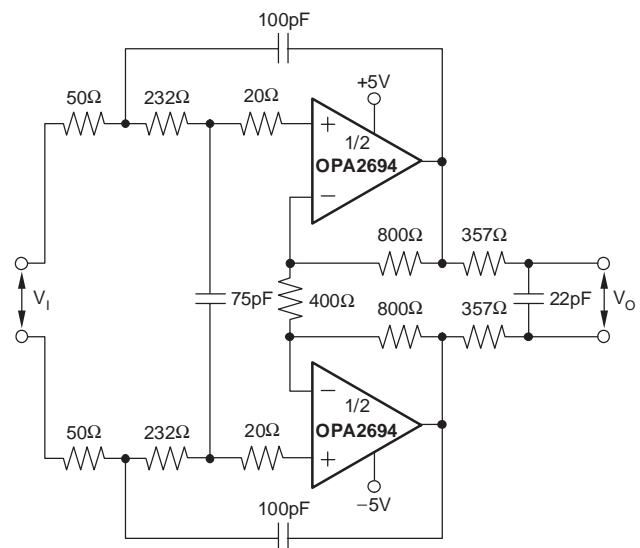 100pF
50Ω 232Ω 20Ω
+5V
+
1/2
OPA2694
−
800Ω 357Ω
V_I
75pF 400Ω 22pF V_O
800Ω 357Ω
−
1/2
50Ω 232Ω 20Ω OPA2694
+
−5V
100pF